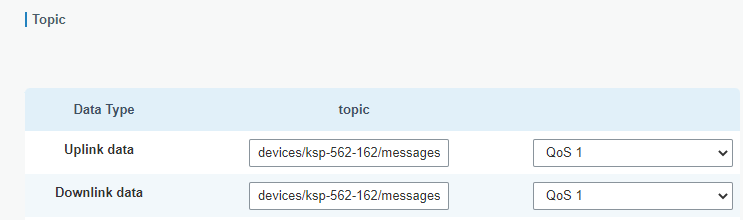 Topic
Data Type topic
Uplink data devices/ksp-562-162/messages QoS 1
Downlink data devices/ksp-562-162/messages QoS 1